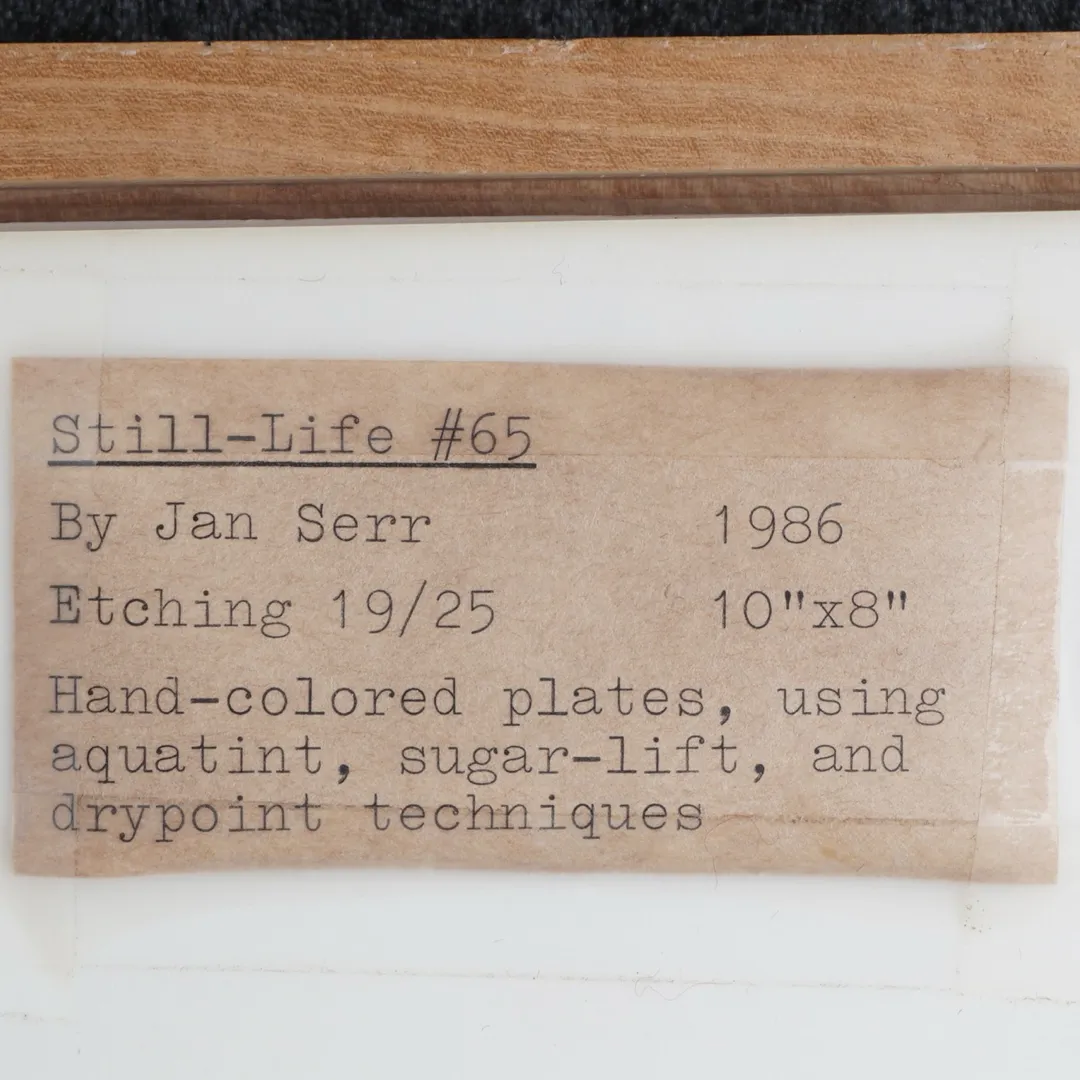 Still-Life #65
By Jan Serr 1986
Etching 19/25 10"x8"
Hand-colored plates, using
aquatint, sugar-lift, and
drypoint techniques